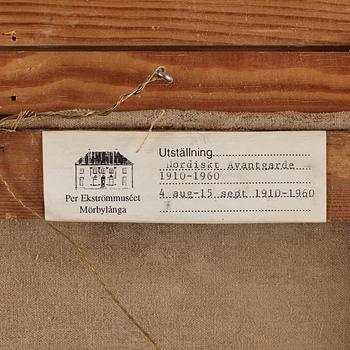 Utställning
Nordiskt Avantgarde
1910-1960
4 aug-15 sept 1910-1960
Per Ekströmmuséet
Mörbylånga